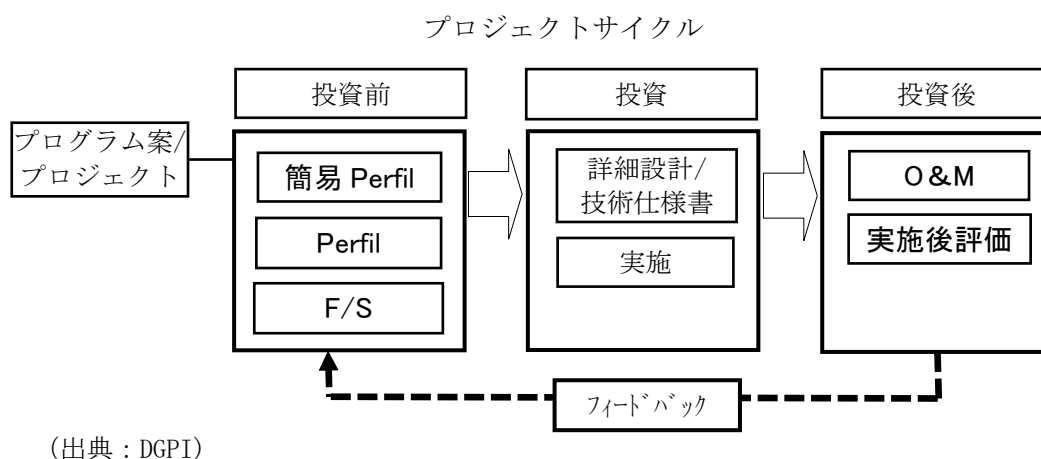 プロジェクトサイクル
投資前
投資
投資後
プログラム案/
プロジェクト
簡易 Perfil
Perfil
F/S
詳細設計/
技術仕様書
実施
O&M
実施後評価
フィードバック
(出典：DGPI)